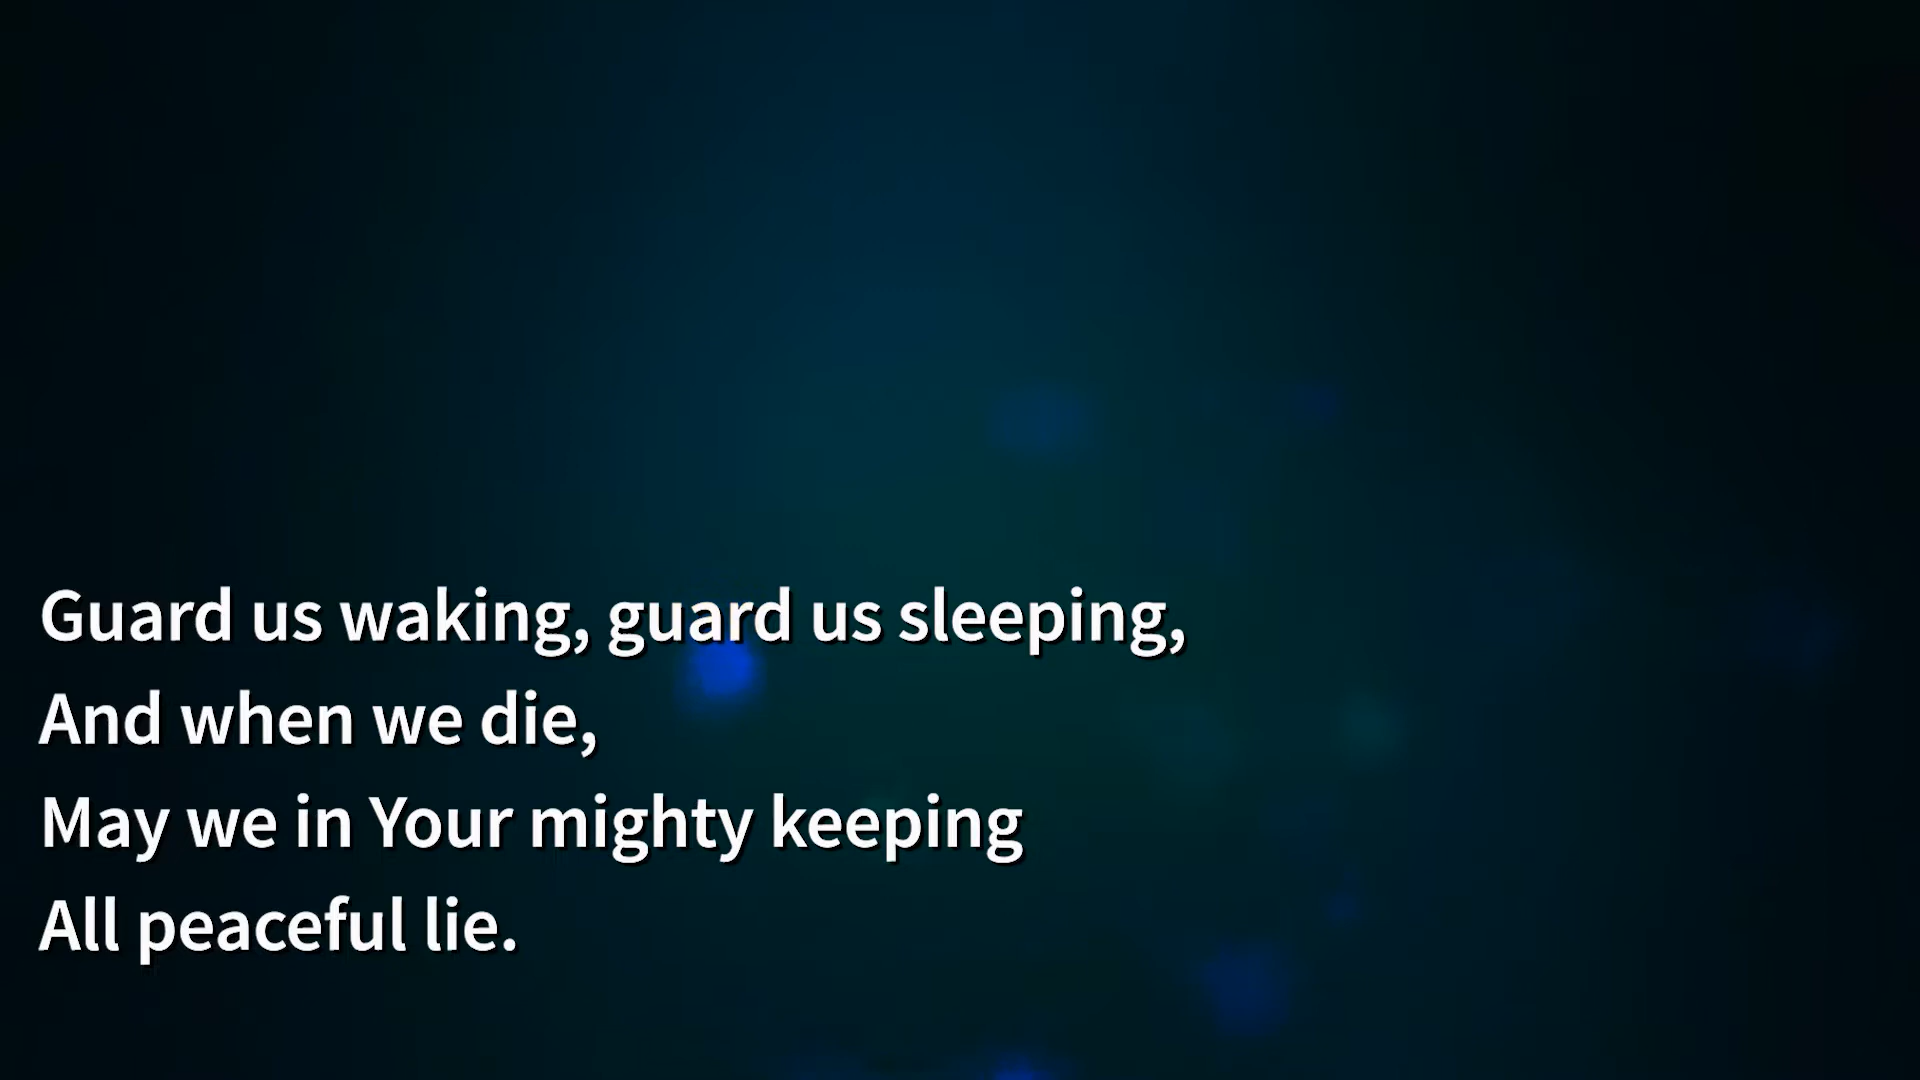 Guard us waking, guard us sleeping,
And when we die,
May we in Your mighty keeping
All peaceful lie.